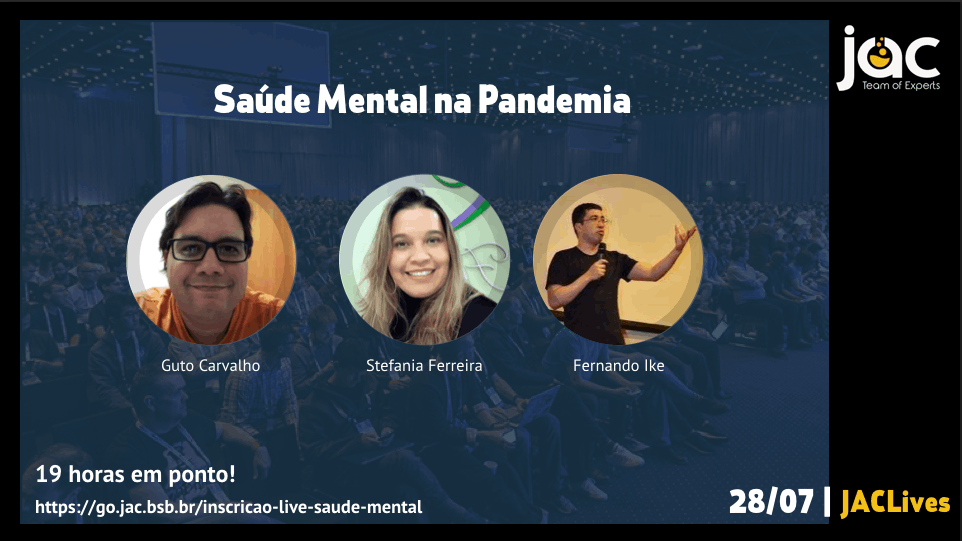 jac
Team of Experts
Saúde Mental na Pandemia
Guto Carvalho
Stefania Ferreira
Fernando Ike
19 horas em ponto!
https://go.jac.bsb.br/inscricao-live-saude-mental
28/07 | JACLives